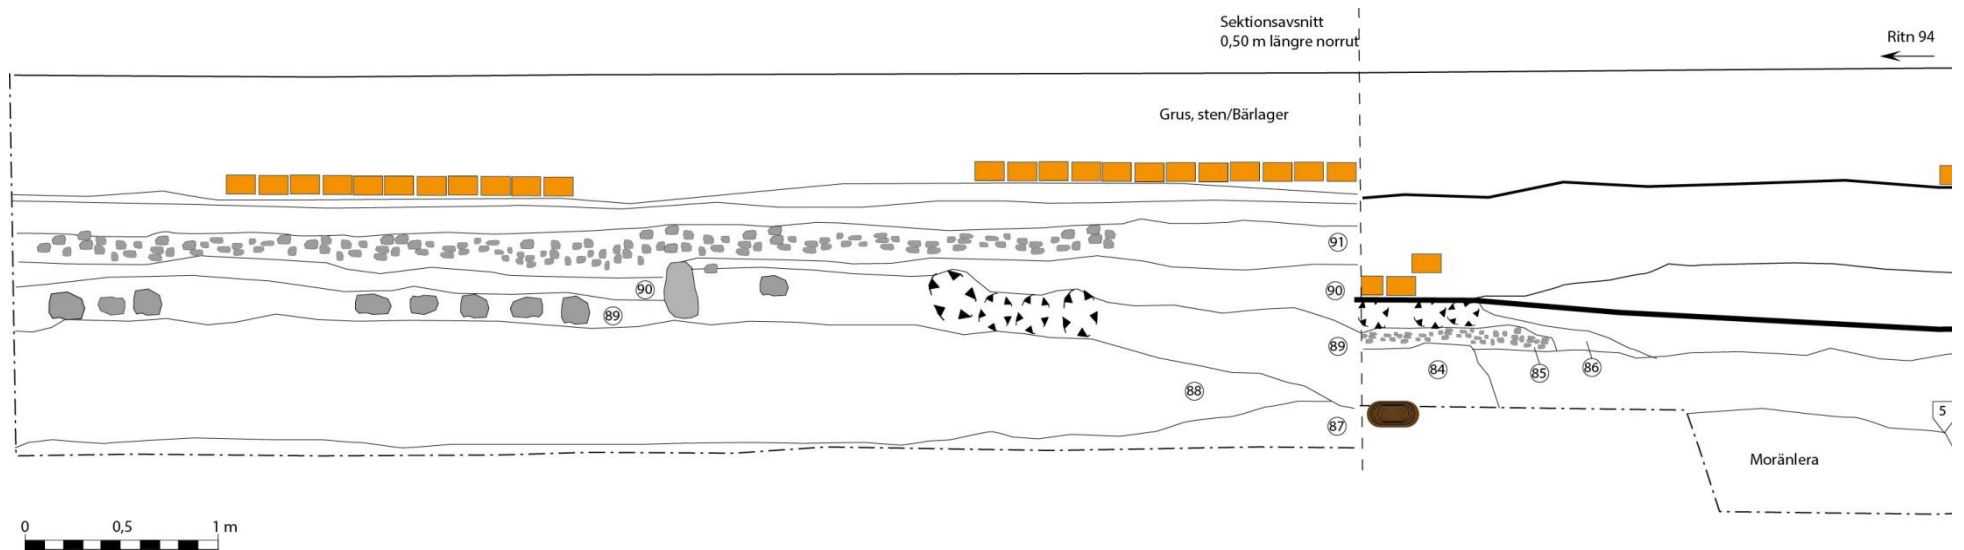 Sektionsavsnitt
0,50 m längre norrut
Ritn 94
Grus, sten/Bärlager
91
90
90
89
89
84
85
86
88
87
5
Moränlera
0 0,5 1 m